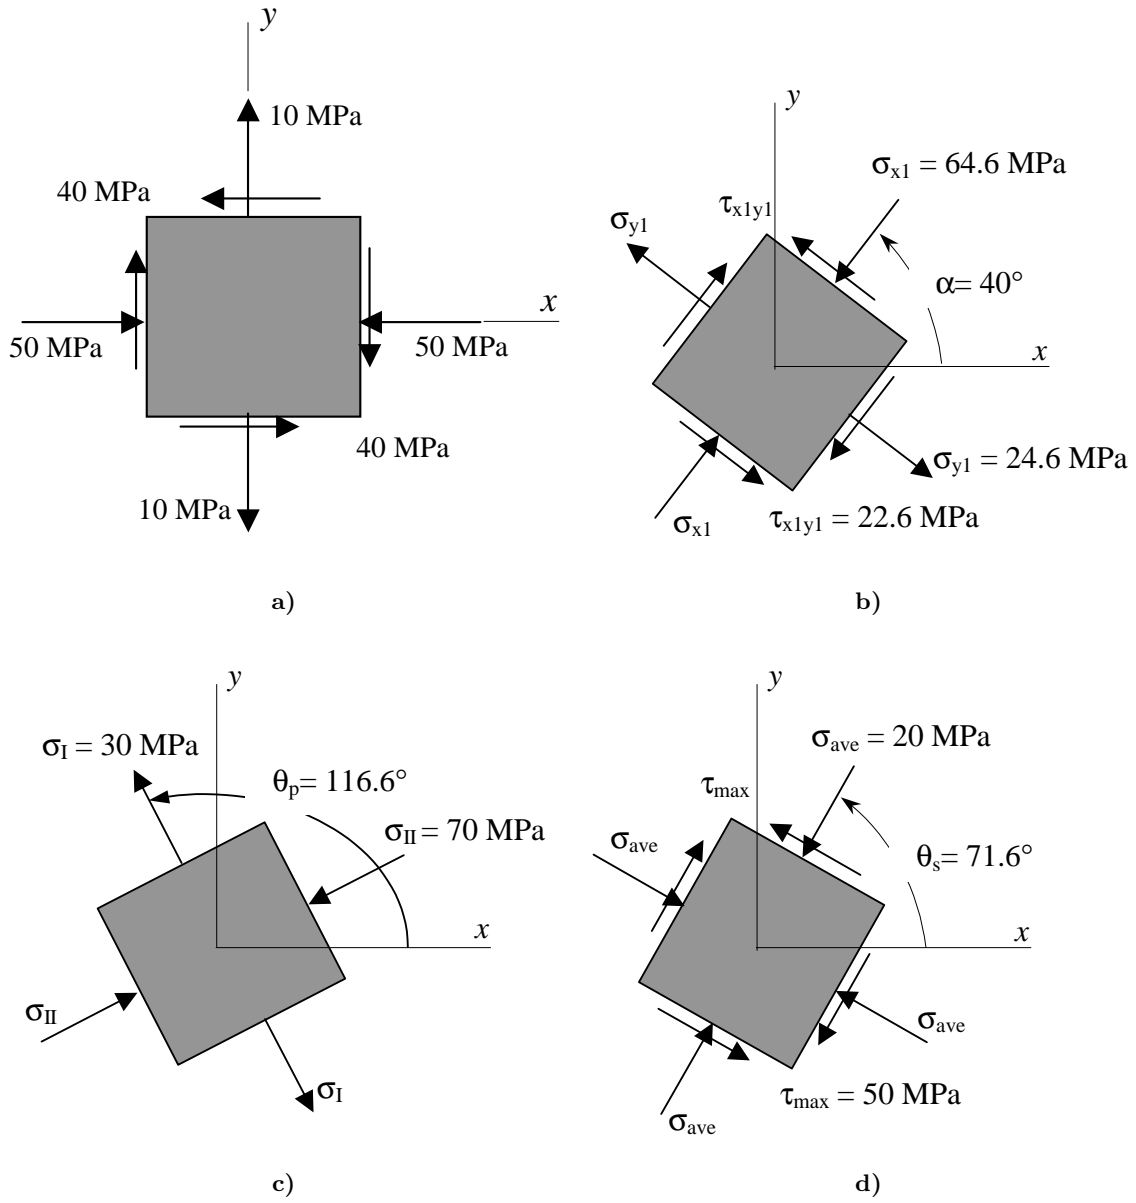 y
10 MPa
40 MPa
x
50 MPa
50 MPa
40 MPa
10 MPa
a)
y
σx1 = 64.6 MPa
τx1y1
σy1
α= 40°
x
σy1 = 24.6 MPa
τx1y1 = 22.6 MPa
σx1
b)
y
σI = 30 MPa
θp= 116.6°
σII = 70 MPa
x
σII
σI
c)
y
σave = 20 MPa
τmax
σave
θs= 71.6°
x
σave
τmax = 50 MPa
σave
d)